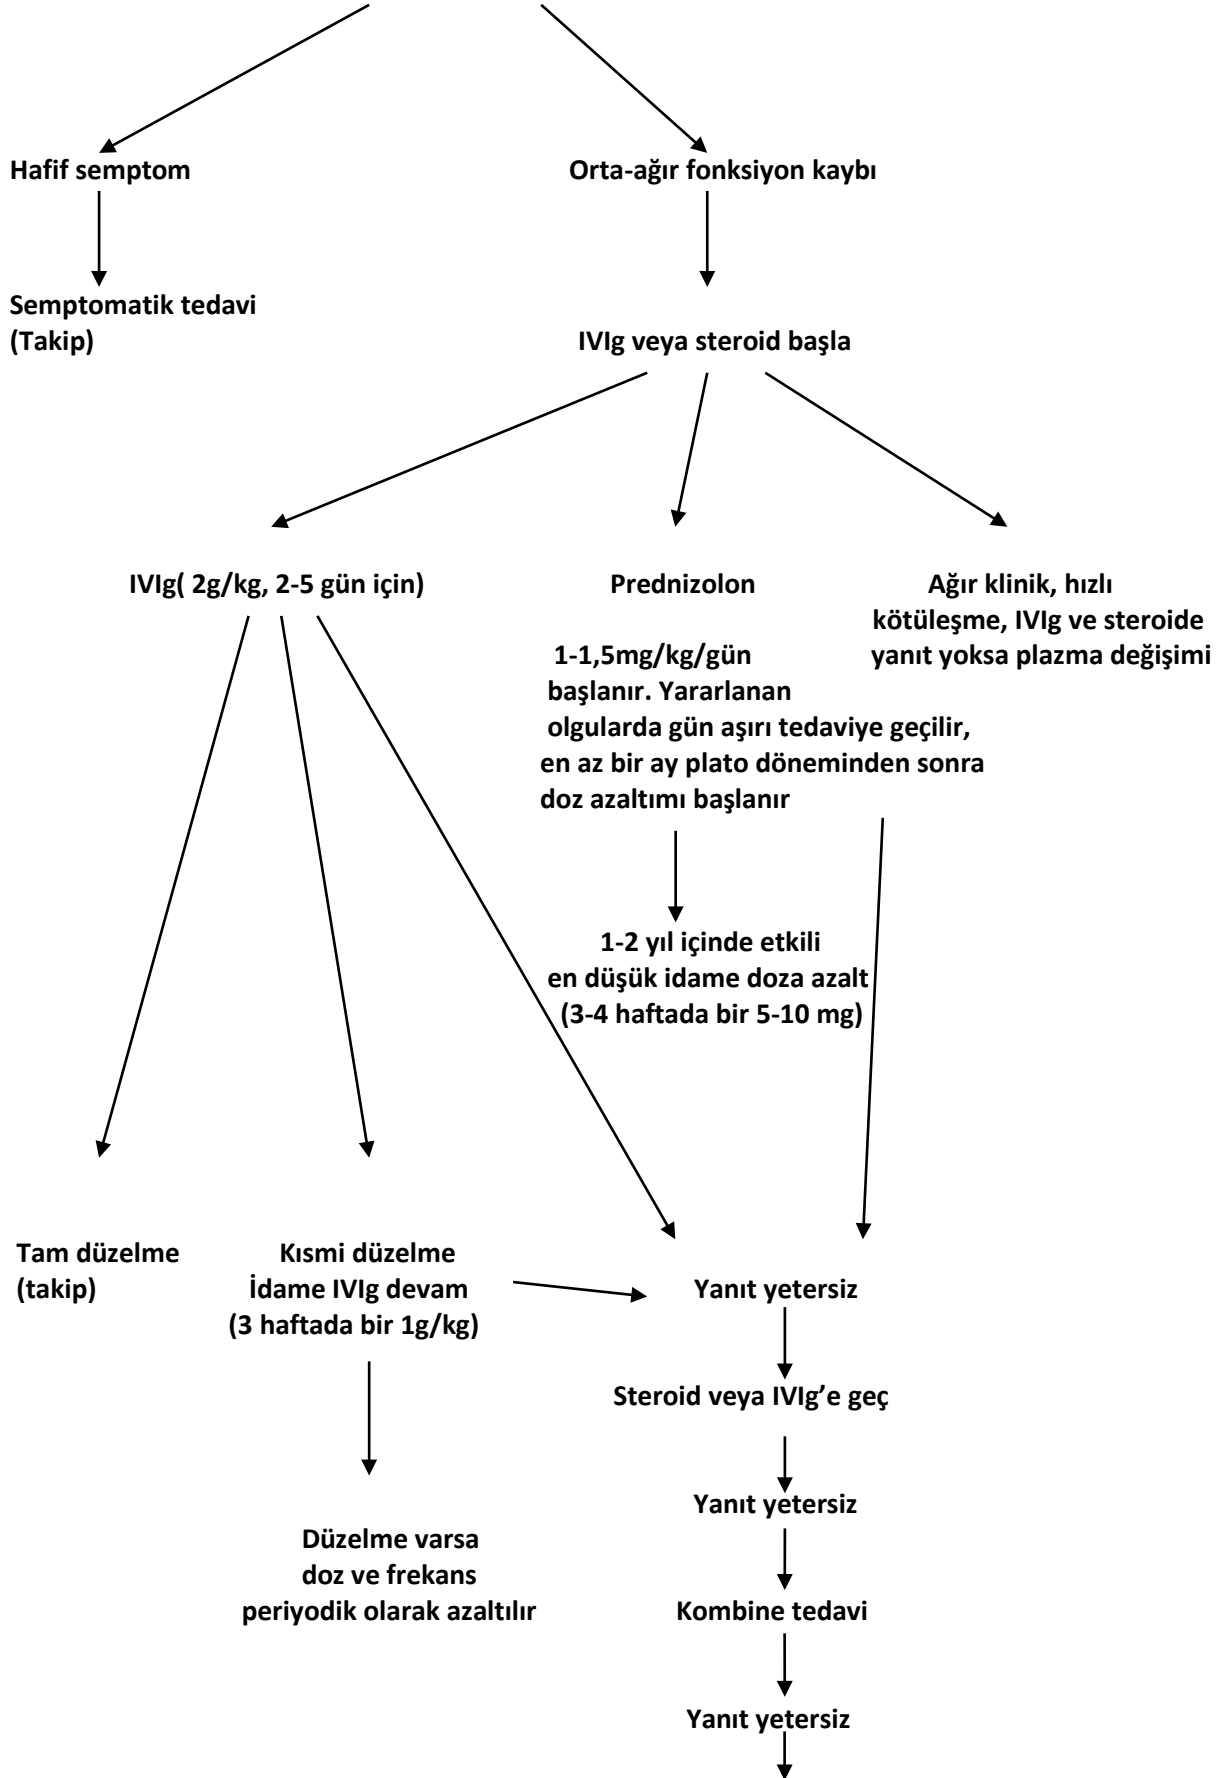 Hafif semptom
Orta-ağır fonksiyon kaybı
Semptomatik tedavi
(Takip)
IVIg veya steroid başla
IVIg( 2g/kg, 2-5 gün için)
Prednizolon
1-1,5mg/kg/gün
başlanır. Yararlanan
olgularda gün aşırı tedaviye geçilir,
en az bir ay plato döneminden sonra
doz azaltımı başlanır
Ağır klinik, hızlı
kötüleşme, IVIg ve steroide
yanıt yoksa plazma değişimi
1-2 yıl içinde etkili
en düşük idame doza azalt
(3-4 haftada bir 5-10 mg)
Tam düzelme
(takip)
Kısmi düzelme
İdame IVIg devam
(3 haftada bir 1g/kg)
Yanıt yetersiz
Steroid veya IVIg’e geç
Yanıt yetersiz
Düzelme varsa
doz ve frekans
periyodik olarak azaltılır
Kombine tedavi
Yanıt yetersiz